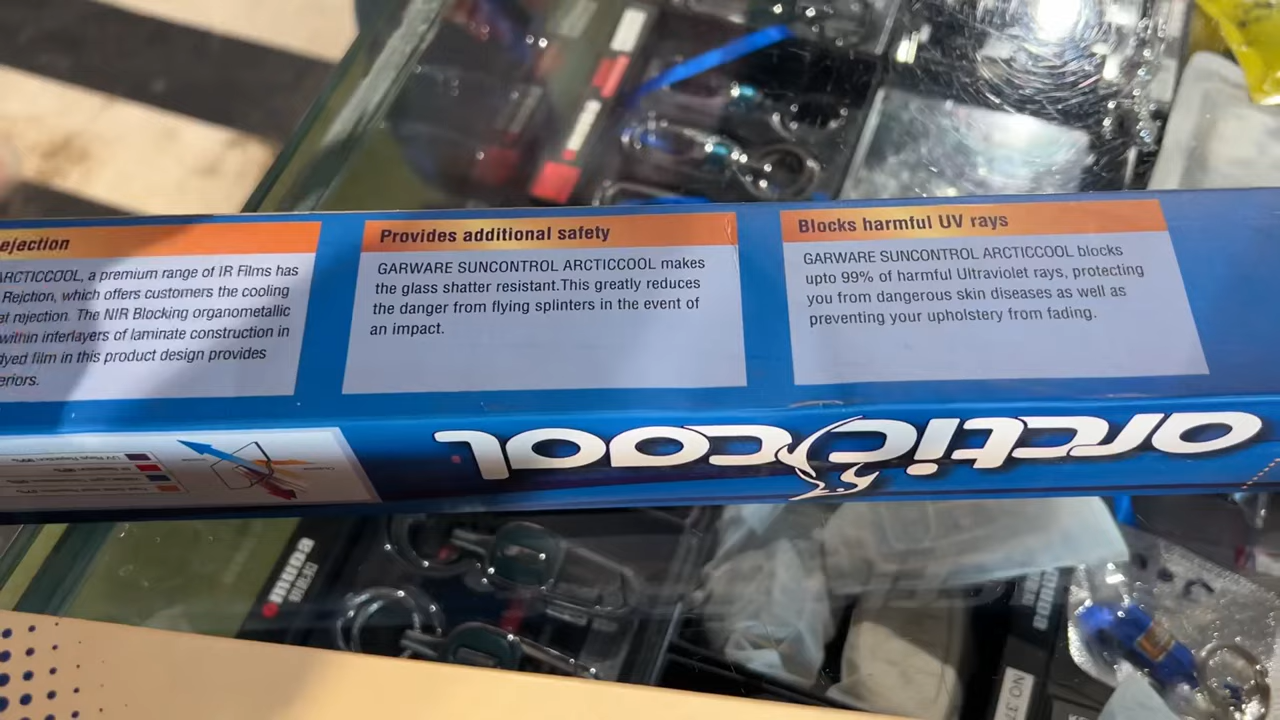 ejection
ARCTICCOOL, a premium range of IR Films has
Rejction, which offers customers the cooling
at rejection. The NIR Blocking organometallic
within interlayers of laminate construction in
dyed film in this product design provides
eriors.
Provides additional safety
GARWARE SUNCONTROL ARCTICCOOL makes
the glass shatter resistant.This greatly reduces
the danger from flying splinters in the event of
an impact.
Blocks harmful UV rays
GARWARE SUNCONTROL ARCTICCOOL blocks
upto 99% of harmful Ultraviolet rays, protecting
you from dangerous skin diseases as well as
preventing your upholstery from fading.
arcticcool
NO. 37